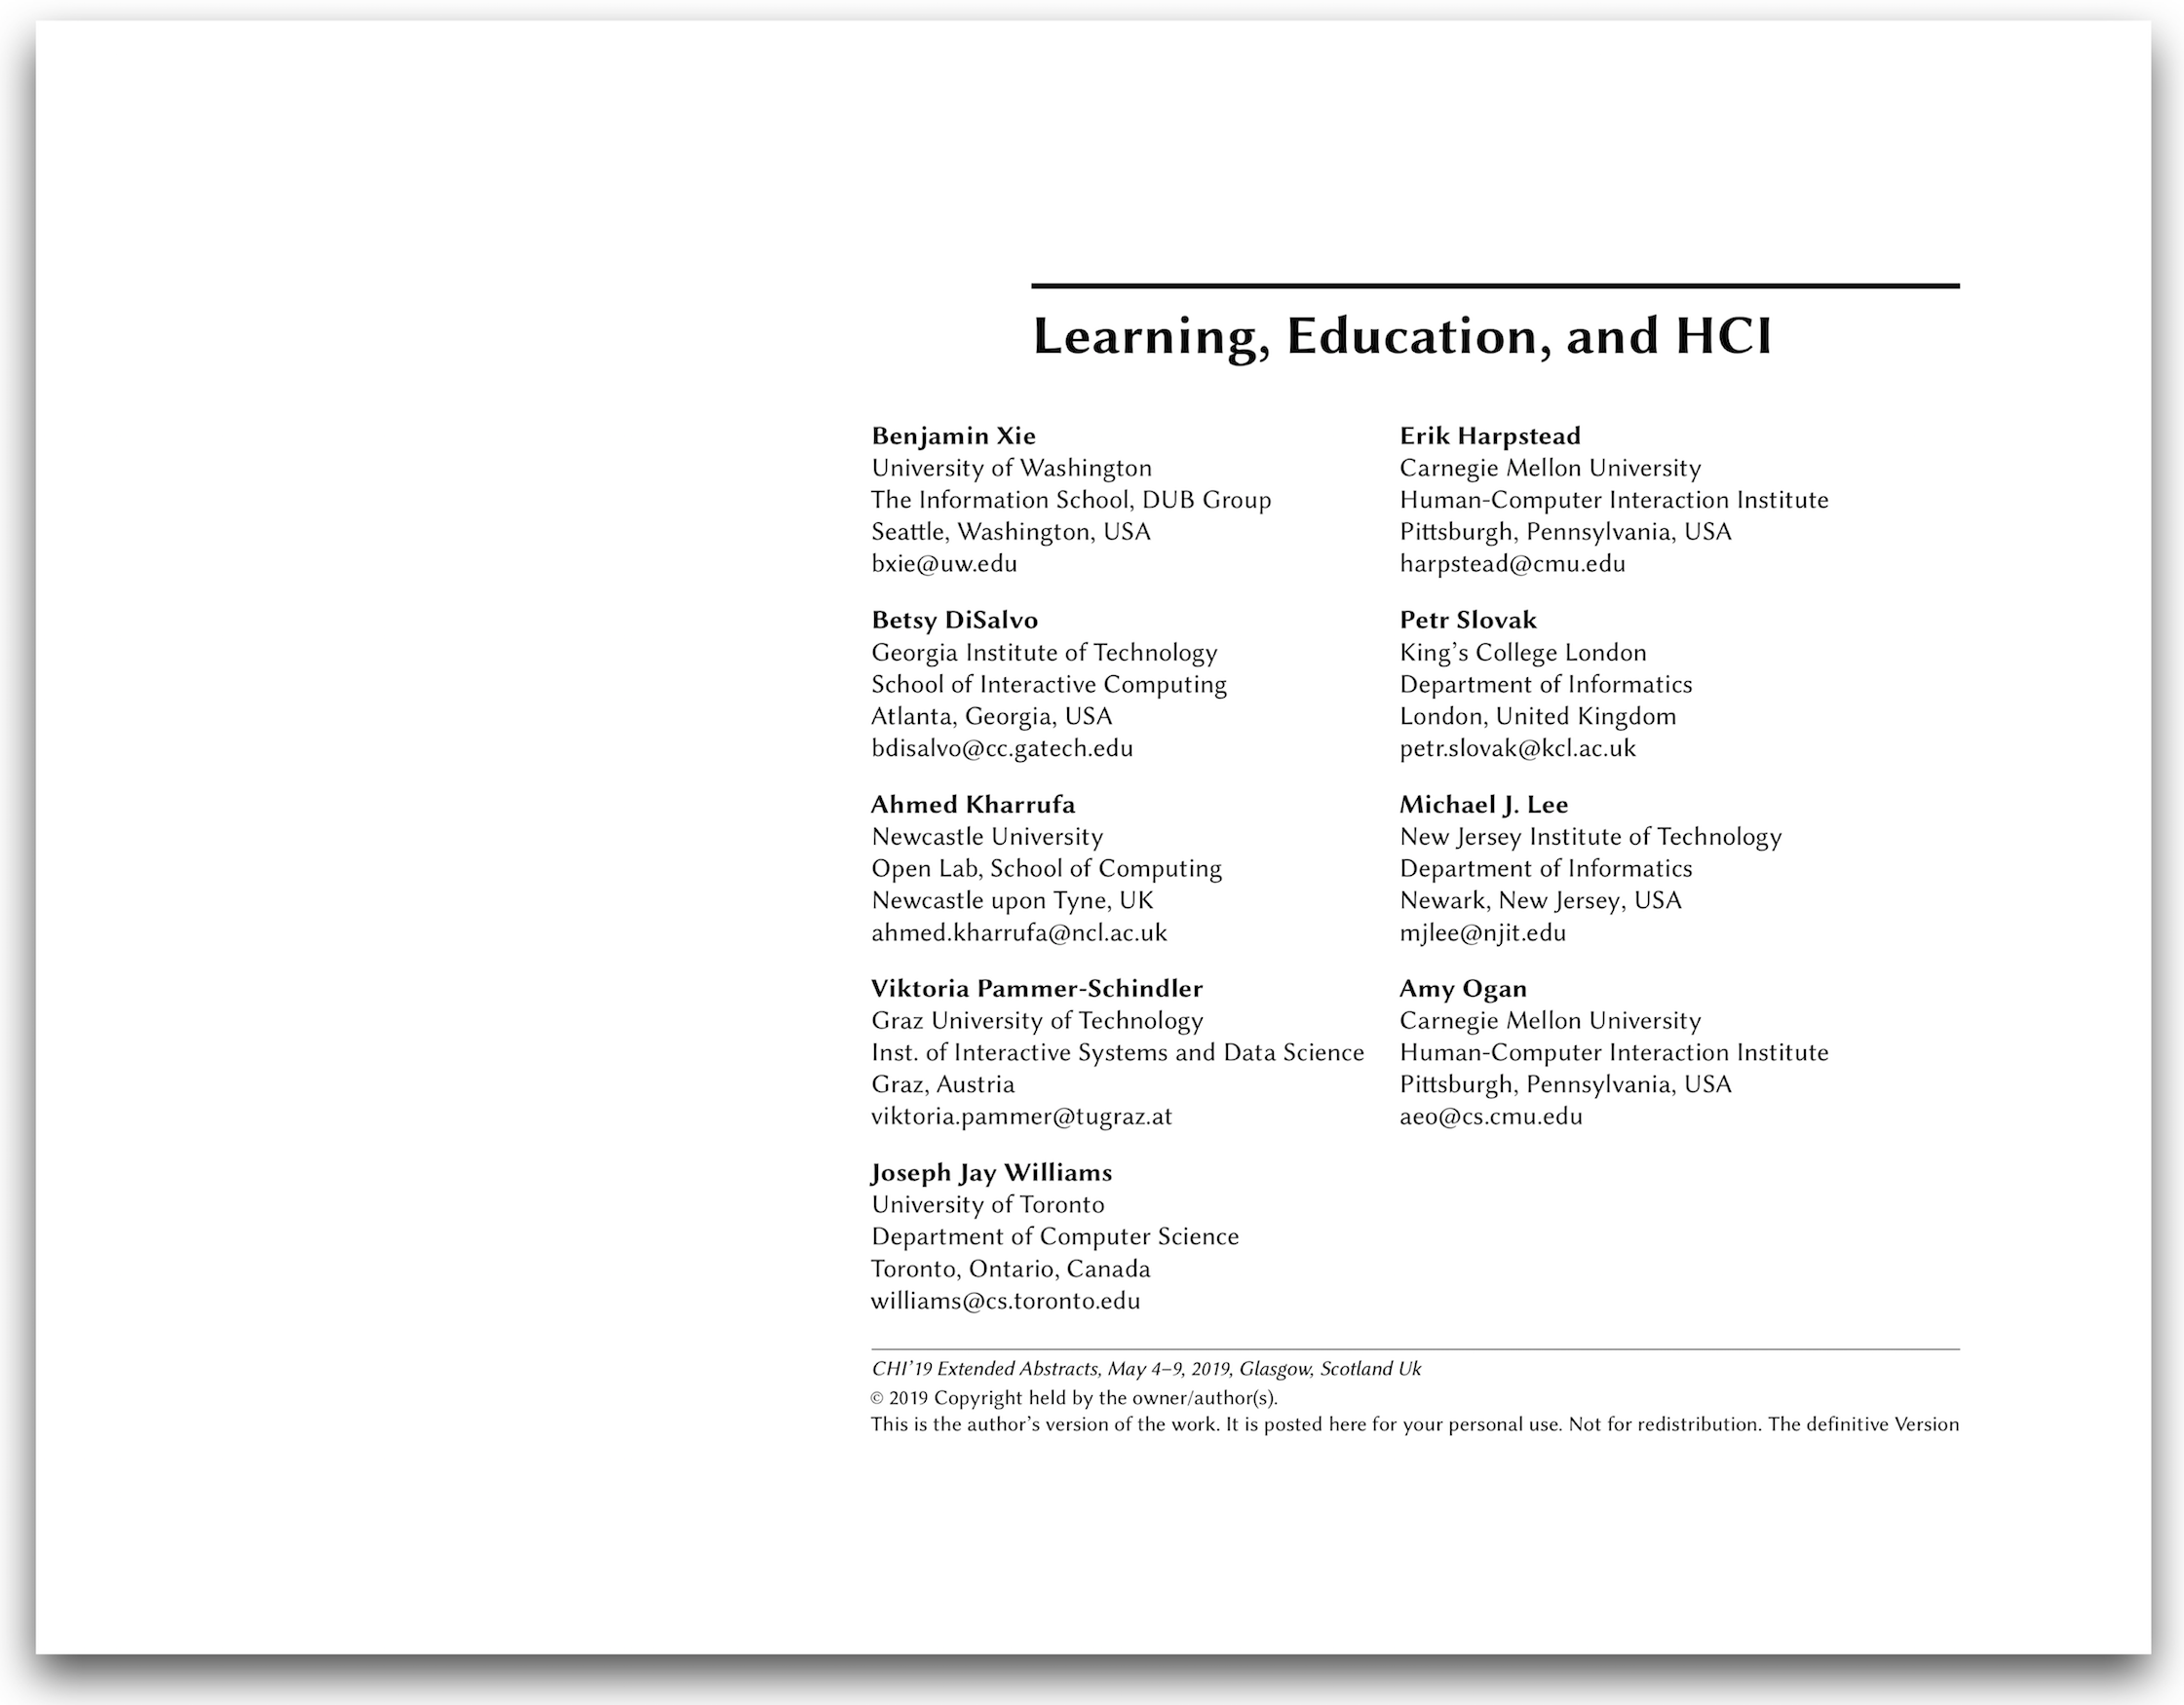 Learning, Education, and HCI
Benjamin Xie
University of Washington
The Information School, DUB Group
Seattle, Washington, USA
bxie@uw.edu
Erik Harpstead
Carnegie Mellon University
Human-Computer Interaction Institute
Pittsburgh, Pennsylvania, USA
harpstead@cmu.edu
Betsy DiSalvo
Georgia Institute of Technology
School of Interactive Computing
Atlanta, Georgia, USA
bdisalvo@cc.gatech.edu
Petr Slovak
King's College London
Department of Informatics
London, United Kingdom
petr.slovak@kcl.ac.uk
Ahmed Kharrufa
Newcastle University
Open Lab, School of Computing
Newcastle upon Tyne, UK
ahmed.kharrufa@ncl.ac.uk
Michael J. Lee
New Jersey Institute of Technology
Department of Informatics
Newark, New Jersey, USA
mjlee@njit.edu
Viktoria Pammer-Schindler
Graz University of Technology
Inst. of Interactive Systems and Data Science
Graz, Austria
viktoria.pammer@tugraz.at
Amy Ogan
Carnegie Mellon University
Human-Computer Interaction Institute
Pittsburgh, Pennsylvania, USA
aeo@cs.cmu.edu
Joseph Jay Williams
University of Toronto
Department of Computer Science
Toronto, Ontario, Canada
williams@cs.toronto.edu
CHI'19 Extended Abstracts, May 4–9, 2019, Glasgow, Scotland Uk
© 2019 Copyright held by the owner/author(s).
This is the author's version of the work. It is posted here for your personal use. Not for redistribution. The definitive Version